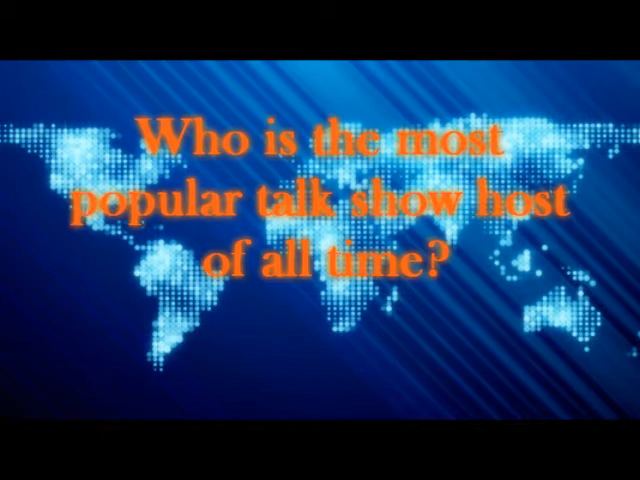 Who is the most
popular talk show host
of all time?